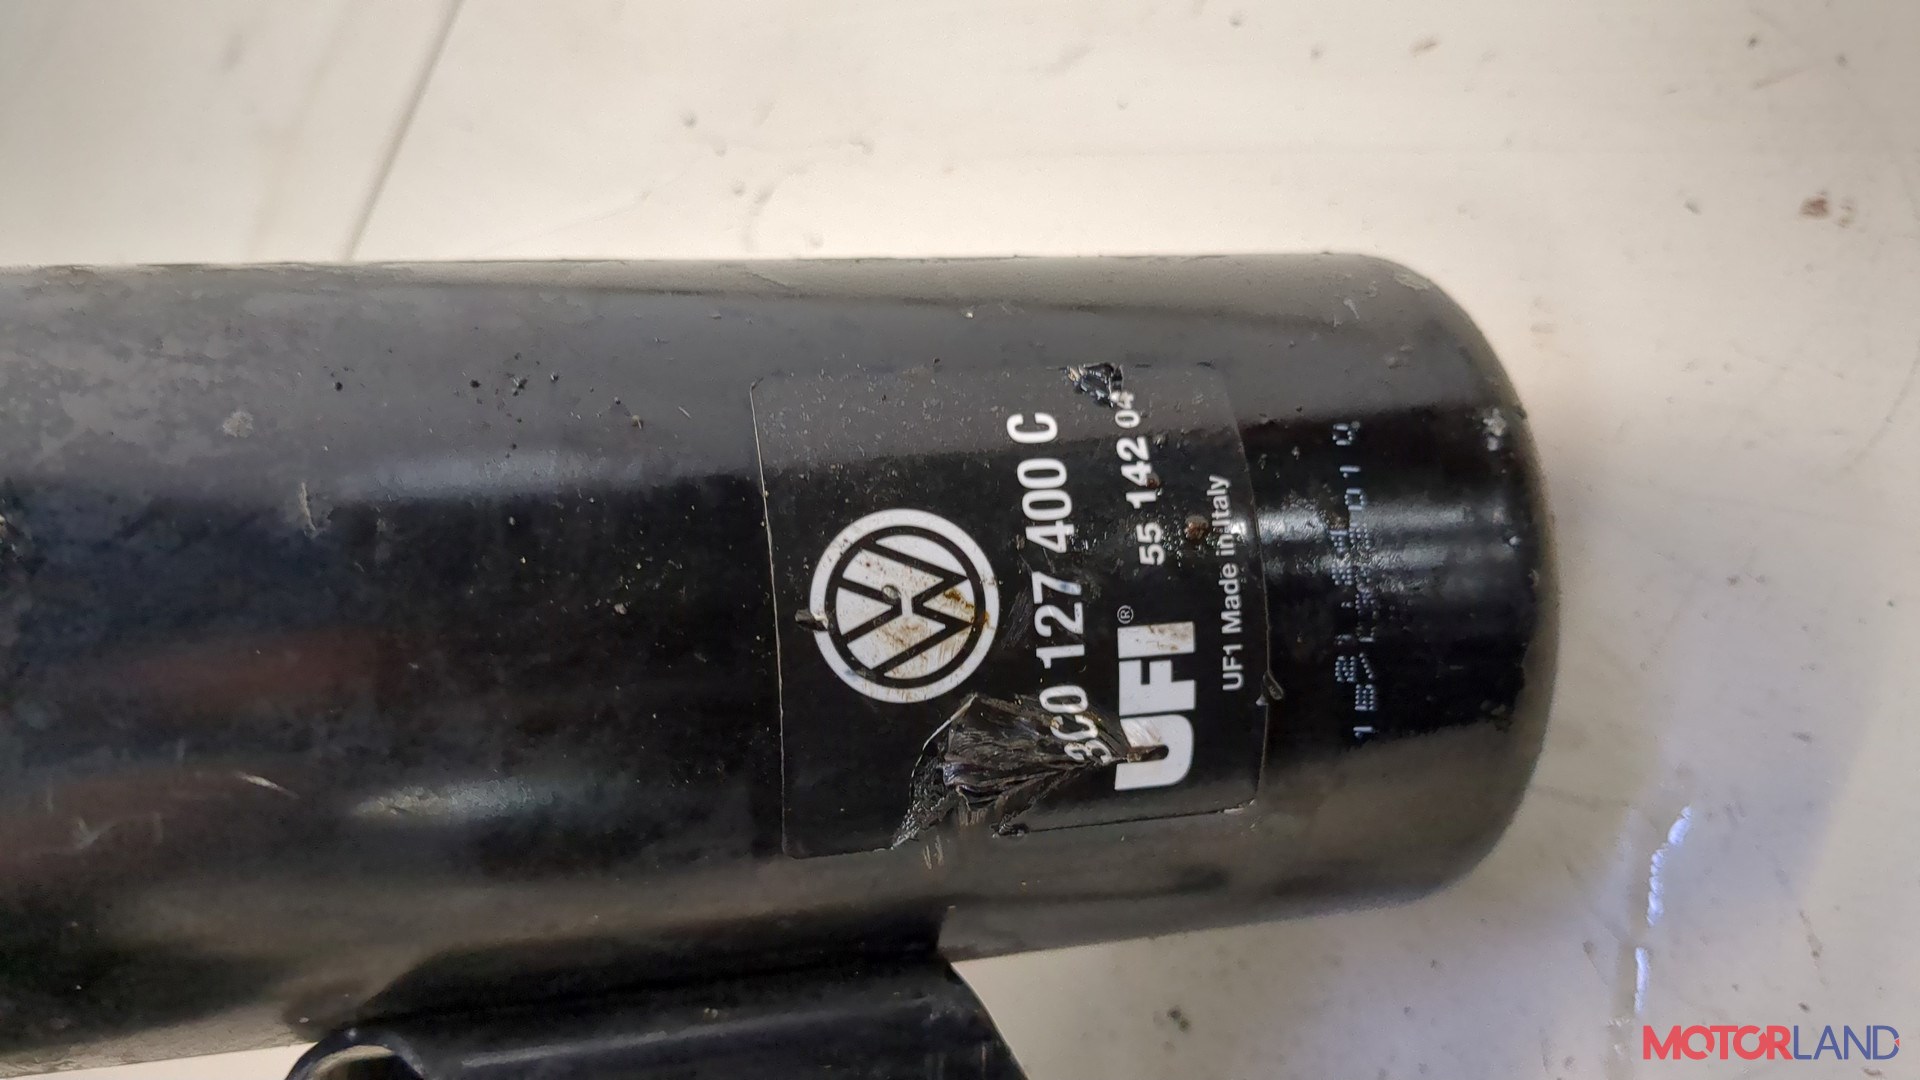 3C0 127 400 C
UFI®
55 142 04
UF1 Made in Italy
MOTORLAND